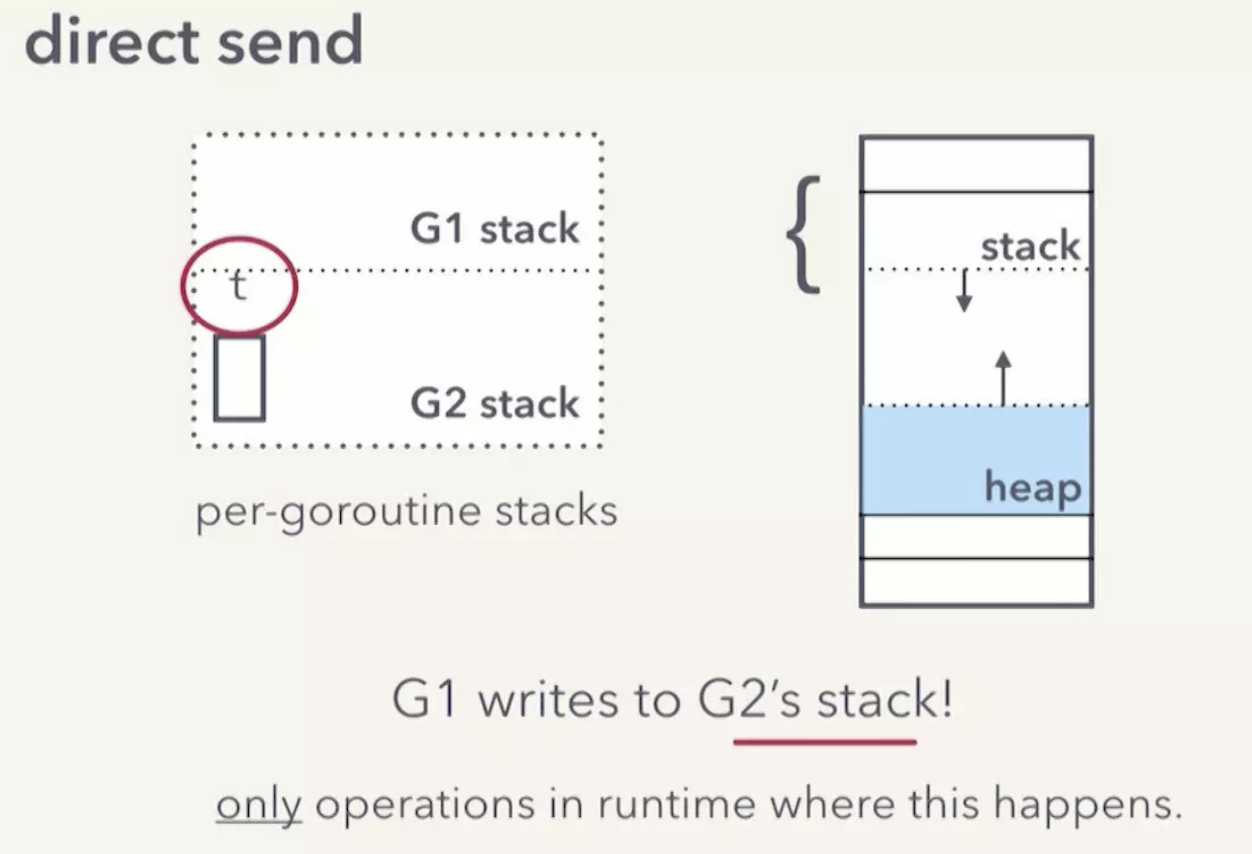 direct send
G1 stack
t
G2 stack
per-goroutine stacks
{
stack
heap
G1 writes to G2’s stack!
only operations in runtime where this happens.